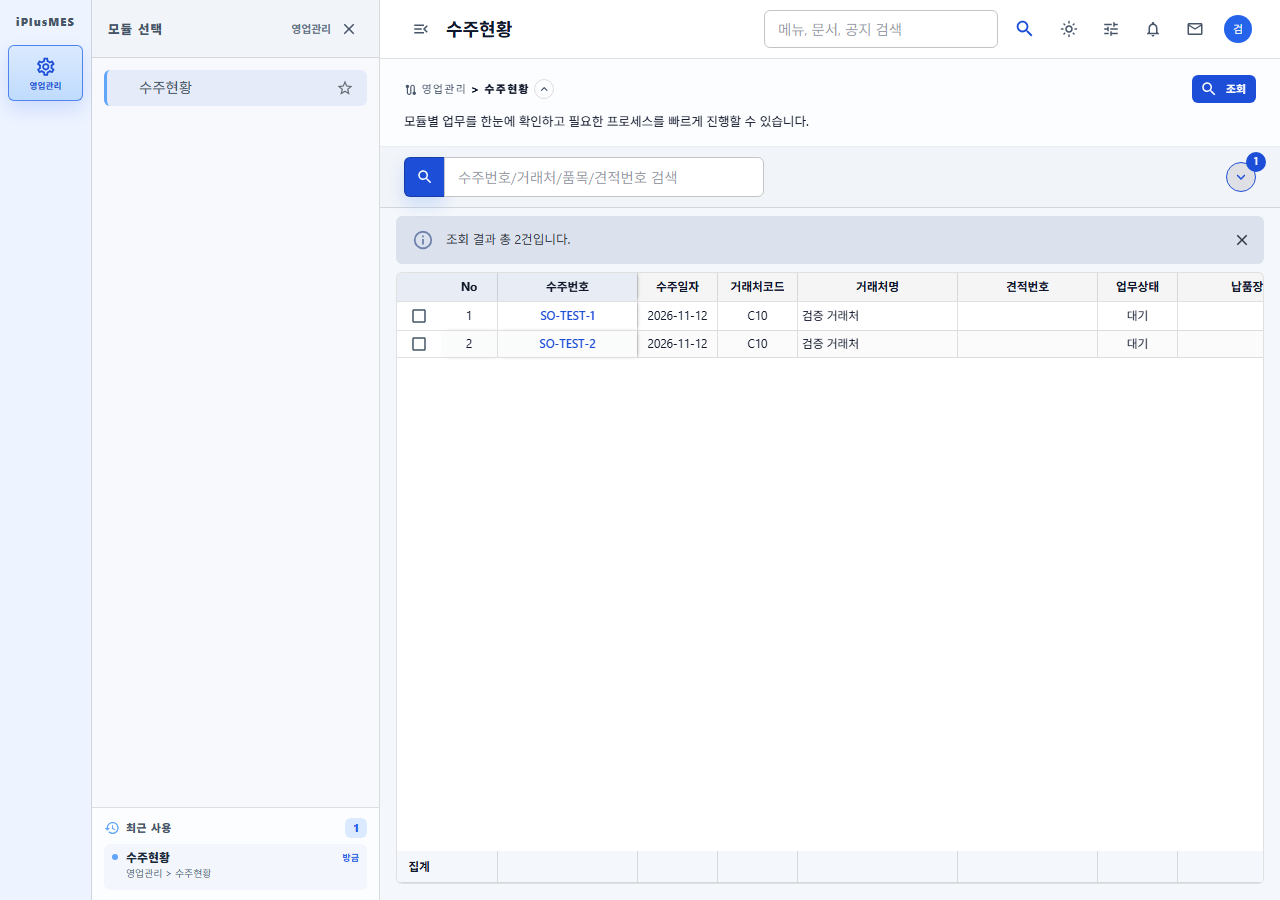 iPlusMES
영업관리
모듈 선택
영업관리
수주현황
최근 사용
1
수주현황
방금
영업관리 > 수주현황
수주현황
메뉴, 문서, 공지 검색
검
영업관리 > 수주현황
조회
모듈별 업무를 한눈에 확인하고 필요한 프로세스를 빠르게 진행할 수 있습니다.
수주번호/거래처/품목/견적번호 검색
1
조회 결과 총 2건입니다.
No 수주번호 수주일자 거래처코드 거래처명 견적번호 업무상태 납품장
1 SO-TEST-1 2026-11-12 C10 검증 거래처 대기
2 SO-TEST-2 2026-11-12 C10 검증 거래처 대기
집계